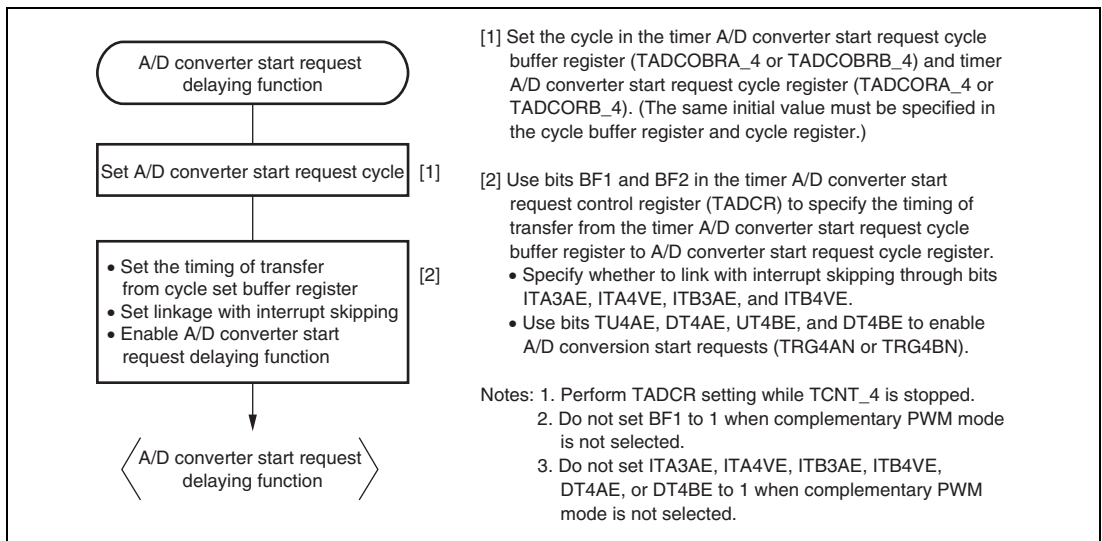 A/D converter start request
delaying function
Set A/D converter start request cycle
[1]
• Set the timing of transfer
from cycle set buffer register
• Set linkage with interrupt skipping
• Enable A/D converter start
request delaying function
[2]
A/D converter start request
delaying function
[1] Set the cycle in the timer A/D converter start request cycle
buffer register (TADCOBRA_4 or TADCOBRB_4) and timer
A/D converter start request cycle register (TADCORA_4 or
TADCORB_4). (The same initial value must be specified in
the cycle buffer register and cycle register.)
[2] Use bits BF1 and BF2 in the timer A/D converter start
request control register (TADCR) to specify the timing of
transfer from the timer A/D converter start request cycle
buffer register to A/D converter start request cycle register.
• Specify whether to link with interrupt skipping through bits
ITA3AE, ITA4VE, ITB3AE, and ITB4VE.
• Use bits TU4AE, DT4AE, UT4BE, and DT4BE to enable
A/D conversion start requests (TRG4AN or TRG4BN).
Notes: 1. Perform TADCR setting while TCNT_4 is stopped.
2. Do not set BF1 to 1 when complementary PWM mode
is not selected.
3. Do not set ITA3AE, ITA4VE, ITB3AE, ITB4VE,
DT4AE, or DT4BE to 1 when complementary PWM
mode is not selected.